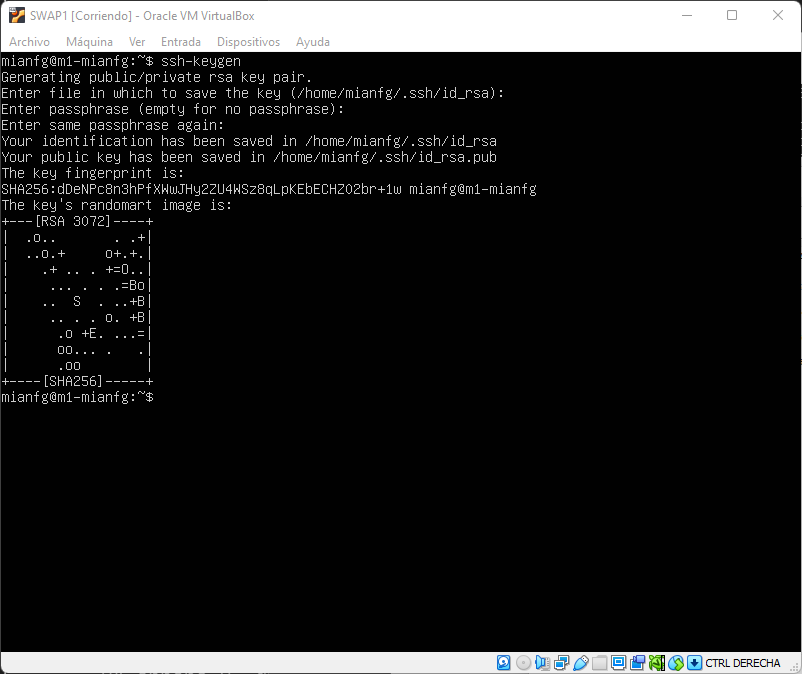 SWAP1 [Corriendo] - Oracle VM VirtualBox
Archivo Máquina Ver Entrada Dispositivos Ayuda
mianfg@m1-mianfg:~$ ssh-keygen
Generating public/private rsa key pair.
Enter file in which to save the key (/home/mianfg/.ssh/id_rsa):
Enter passphrase (empty for no passphrase):
Enter same passphrase again:
Your identification has been saved in /home/mianfg/.ssh/id_rsa
Your public key has been saved in /home/mianfg/.ssh/id_rsa.pub
The key fingerprint is:
SHA256:dDeNPc8n3hPfXWwJHy2ZU4WSz8qLpKEbECHZO2br+1w mianfg@m1-mianfg
The key's randomart image is:
+---[RSA 3072]----+
|  .o..       . .+|
|  ..o.+     o+.+.|
|    .+ .. . +=O..|
|     ... . . .=Bo|
|    ..  S  . ..+B|
|     .. . . o. +B|
|      .o +E. ...=|
|      oo... .   .|
|      .oo        |
+----[SHA256]-----+
mianfg@m1-mianfg:~$
CTRL DERECHA